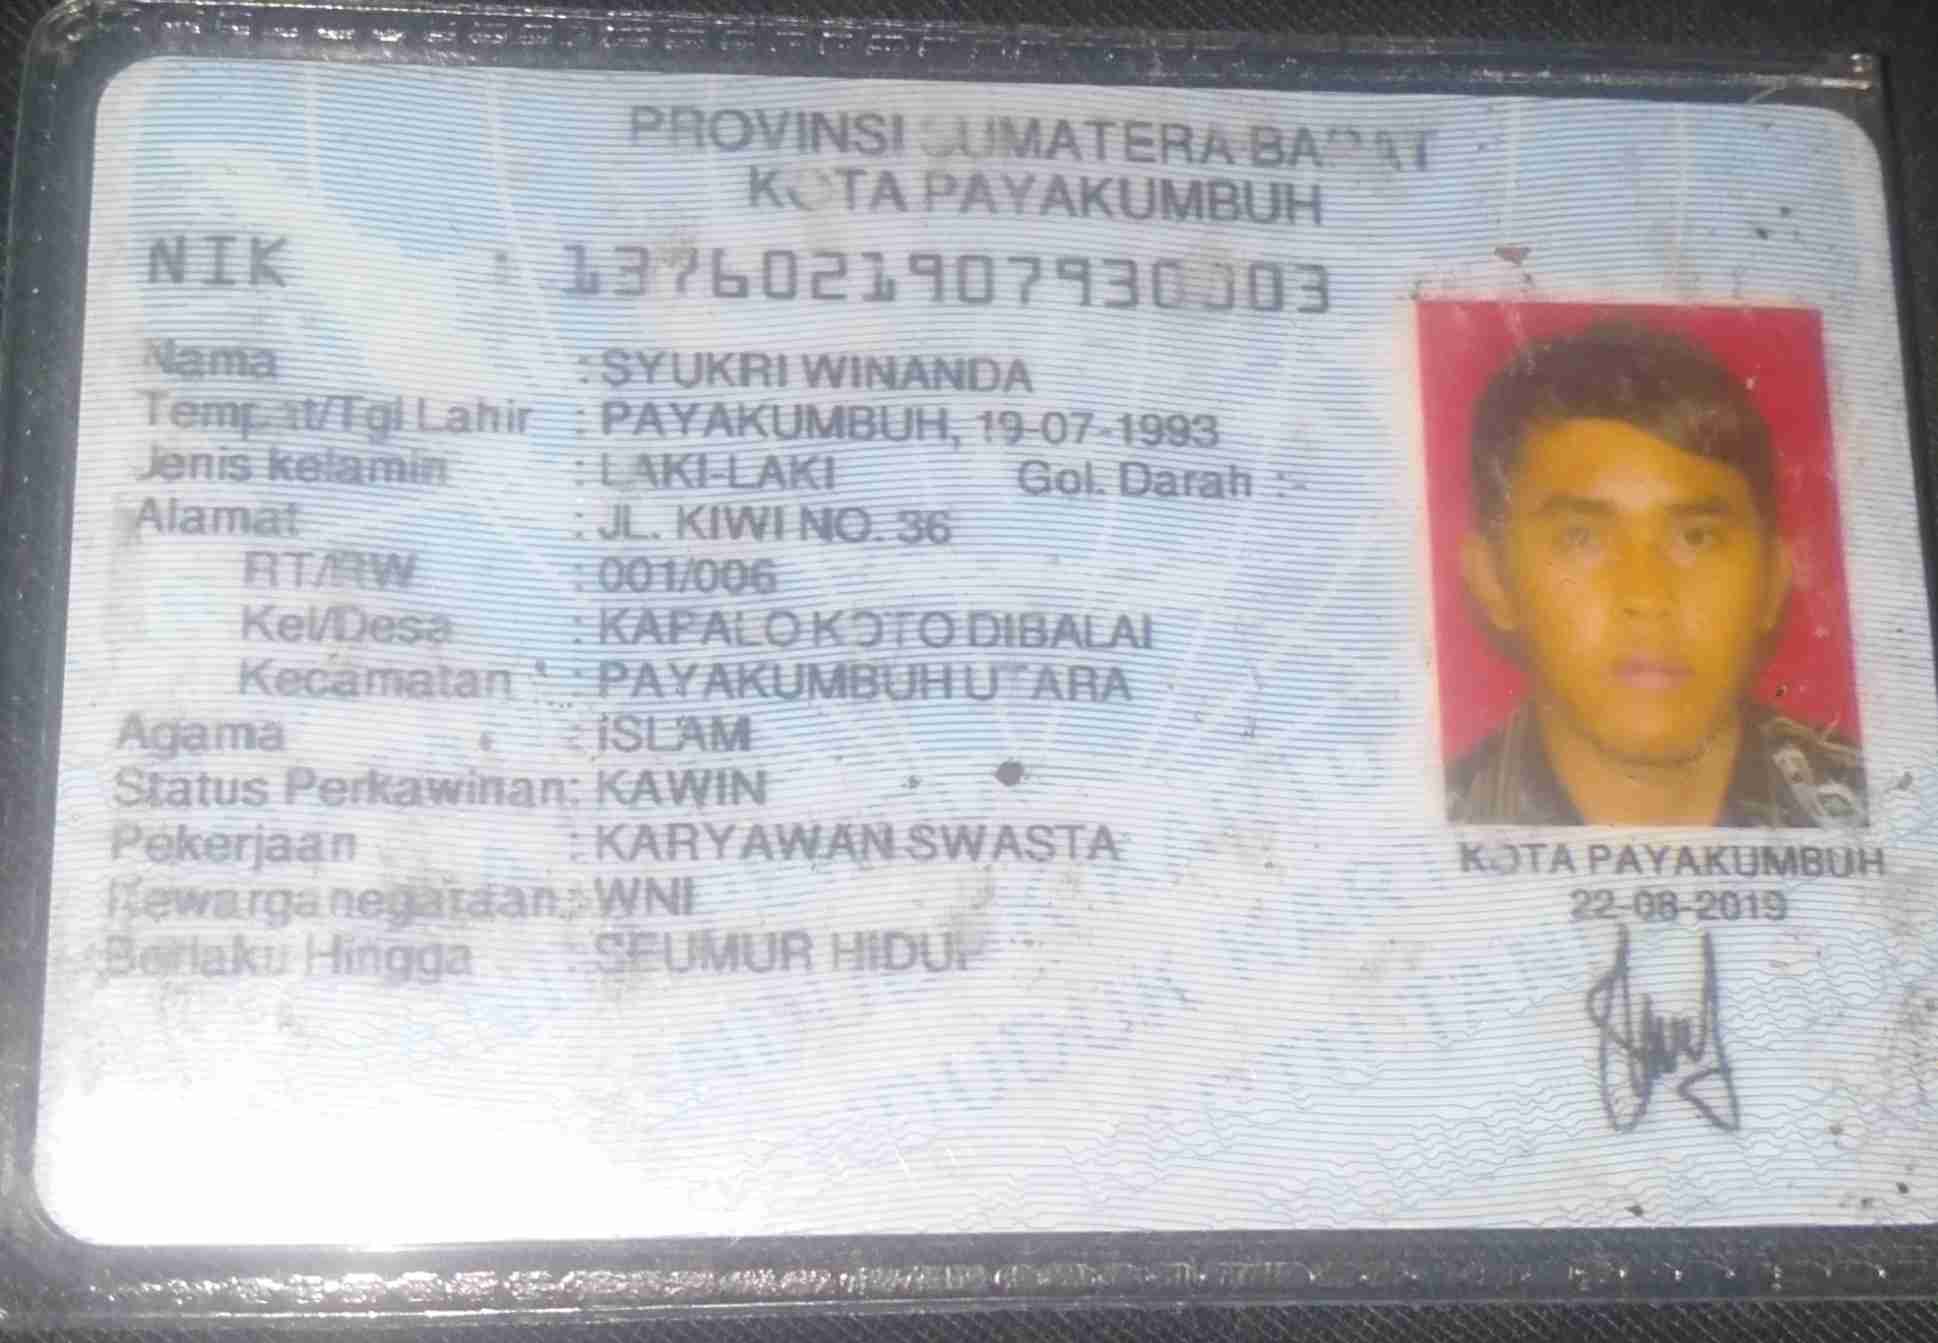 PROVINSI SUMATERA BARAT
KOTA PAYAKUMBUH
NIK : 1376021907930003
Nama : SYUKRI WINANDA
Tempat/Tgl Lahir : PAYAKUMBUH, 19-07-1993
Jenis kelamin : LAKI-LAKI Gol. Darah :-
Alamat : JL. KIWI NO. 36
RT/RW : 001/006
Kel/Desa : KAPALO KOTO DIBALAI
Kecamatan : PAYAKUMBUH UTARA
Agama : ISLAM
Status Perkawinan: KAWIN
Pekerjaan : KARYAWAN SWASTA
Kewarganegaraan: WNI
Berlaku Hingga : SEUMUR HIDUP
KOTA PAYAKUMBUH
22-08-2019